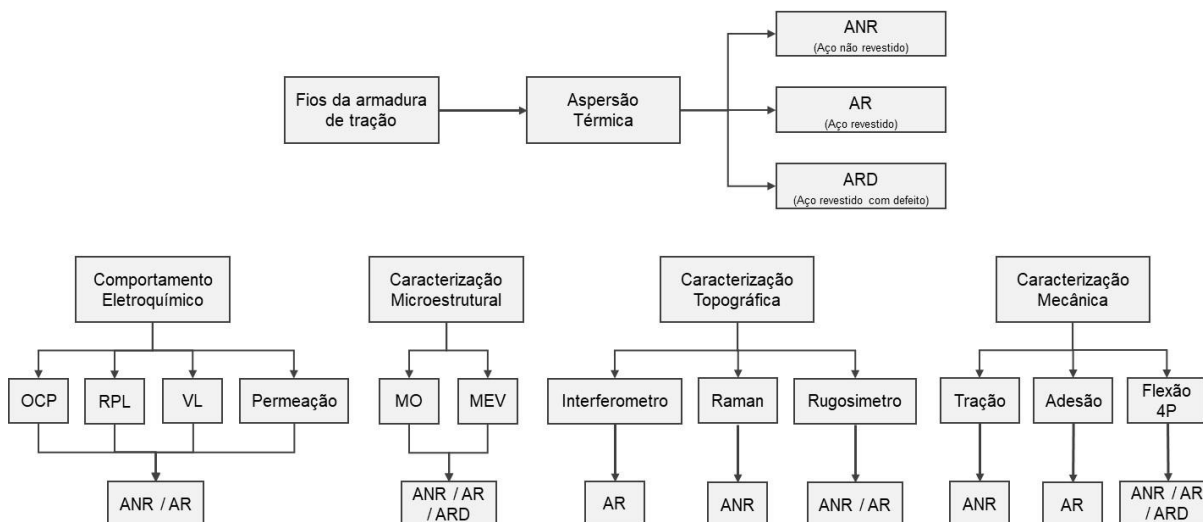 ANR
(Aço não revestido)
Fios da armadura
de tração
Aspersão
Térmica
AR
(Aço revestido)
ARD
(Aço revestido com defeito)
Comportamento
Eletroquímico
Caracterização
Microestrutural
Caracterização
Topográfica
Caracterização
Mecânica
OCP
RPL
VL
Permeação
MO
MEV
Interferometro
Raman
Rugosimetro
Tração
Adesão
Flexão
4P
ANR / AR
ANR / AR
/ ARD
AR
ANR
ANR / AR
ANR
AR
ANR / AR
/ ARD